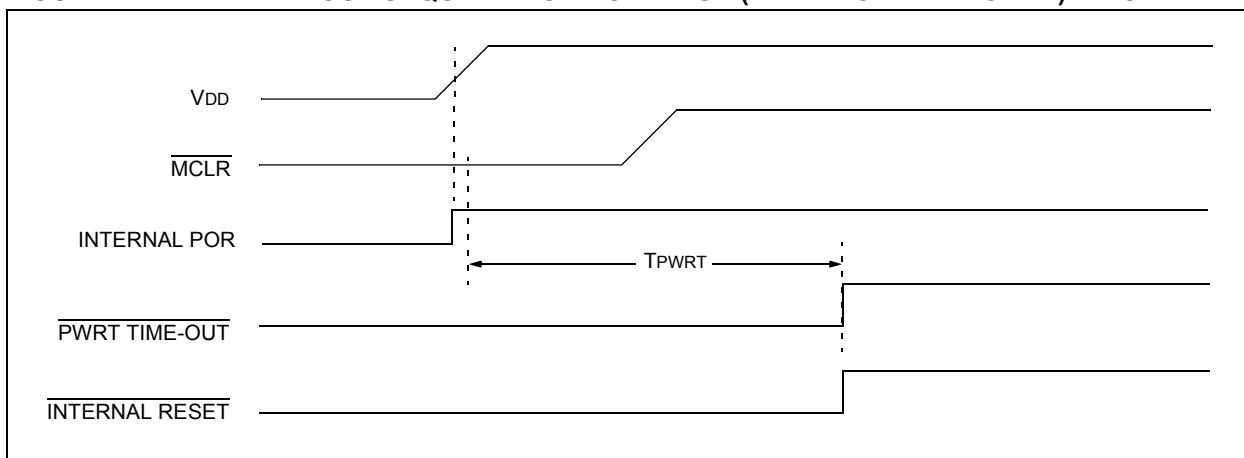 VDD
MCLR
INTERNAL POR
TPWRT
PWRT TIME-OUT
INTERNAL RESET